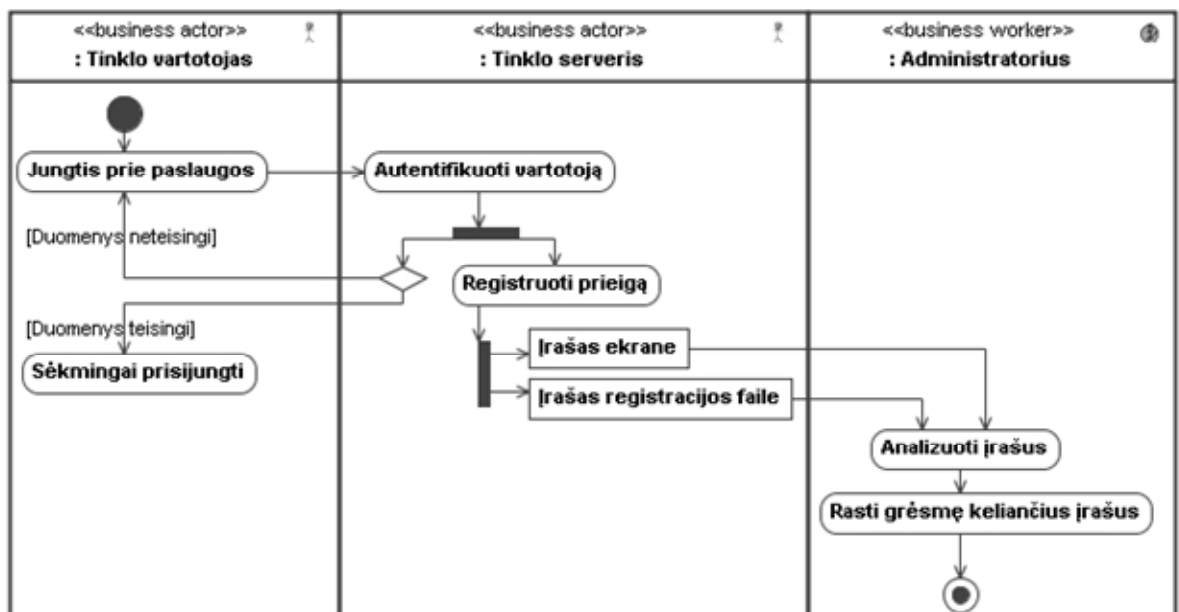 <<business actor>>
: Tinklo vartotojas
<<business actor>>
: Tinklo serveris
<<business worker>>
: Administratorius
Jungtis prie paslaugos
Autentifikuoti vartotoją
[Duomenys neteisingi]
Registruoti prieigą
[Duomenys teisingi]
Sėkmingai prisijungti
Įrašas ekrane
Įrašas registracijos faile
Analizuoti įrašus
Rasti grėsmę keliančius įrašus